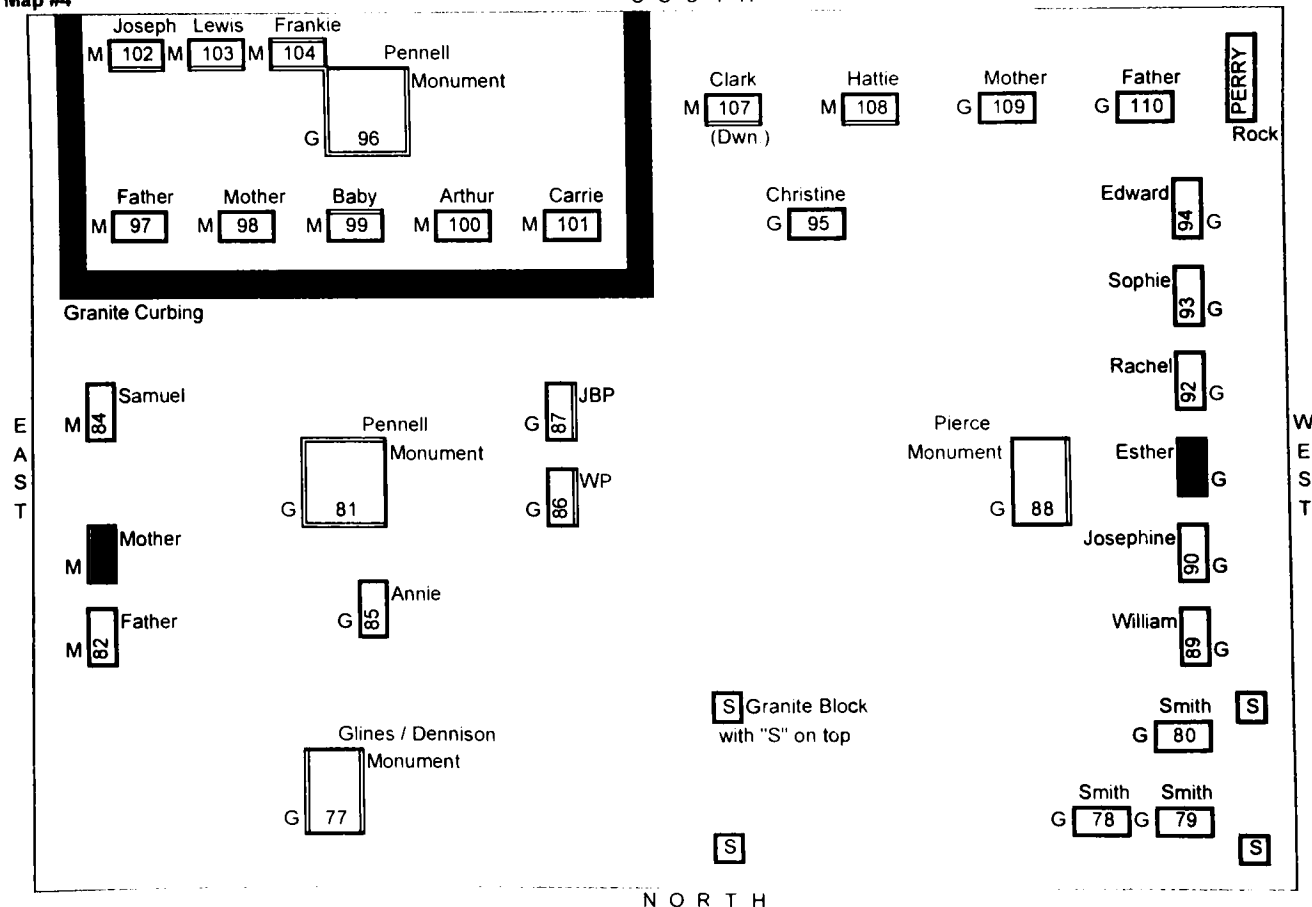 Map #4
S O U T H
Joseph Lewis Frankie
M 102 M 103 M 104
Pennell
Monument
G 96
Father Mother Baby Arthur Carrie
M 97 M 98 M 99 M 100 M 101
Granite Curbing
Clark Hattie Mother Father
M 107 M 108 G 109 G 110
(Dwn.)
PERRY
Rock
Christine
G 95
Edward
94 G
Sophie
93 G
Rachel
92 G
Esther
G
Josephine
90 G
William
89 G
E
A
S
T
W
E
S
T
Samuel
M 84
Mother
M
Father
M 82
Pennell
Monument
G 81
JBP
G 87
WP
G 86
Annie
G 85
Pierce
Monument
G 88
Glines / Dennison
Monument
G 77
S Granite Block
with "S" on top
Smith
G 80
S
Smith Smith
G 78 G 79
S
S
N O R T H